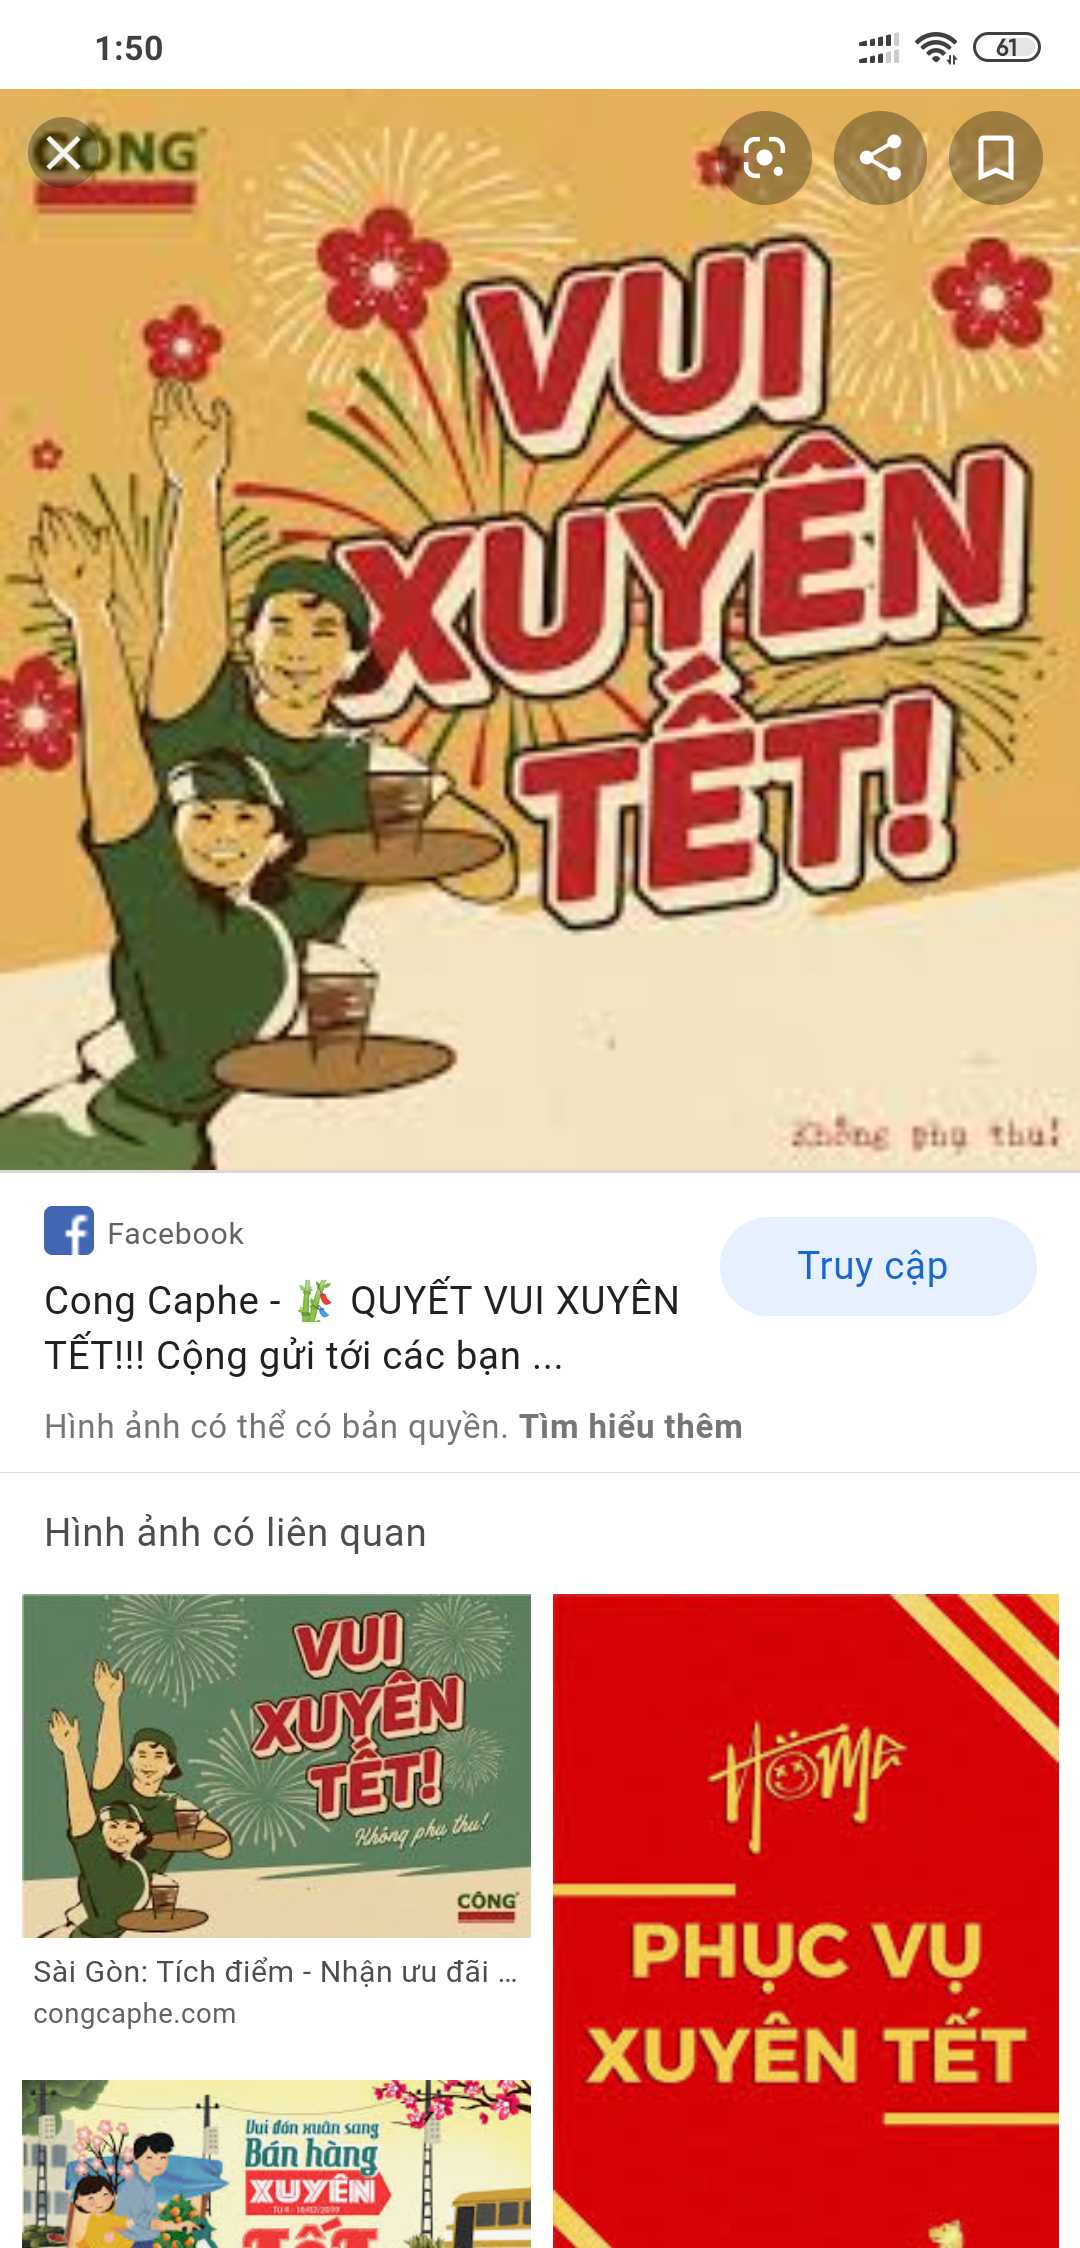 1:50
61
CỘNG
VUI
XUYÊN
TẾT!
Không phụ thu!
Facebook
Truy cập
Cong Caphe - 🎋 QUYẾT VUI XUYÊN
TẾT!!! Cộng gửi tới các bạn ...
Hình ảnh có thể có bản quyền. Tìm hiểu thêm
Hình ảnh có liên quan
VUI
XUYÊN
TẾT!
Không phụ thu!
CỘNG
Sài Gòn: Tích điểm - Nhận ưu đãi ...
congcaphe.com
HÖME
PHỤC VỤ
XUYÊN TẾT
Vui đón xuân sang
Bán hàng
XUYÊN
TẾT